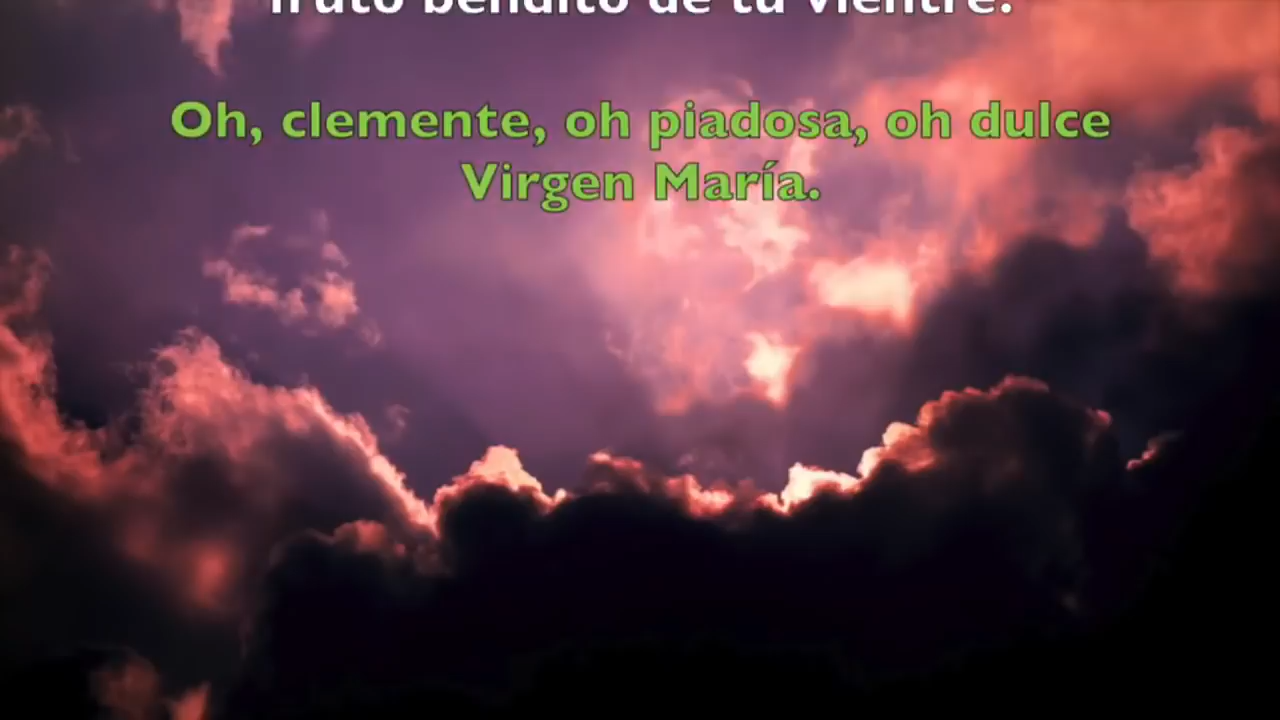 fruto bendito de tu vientre.
Oh, clemente, oh piadosa, oh dulce
Virgen María.